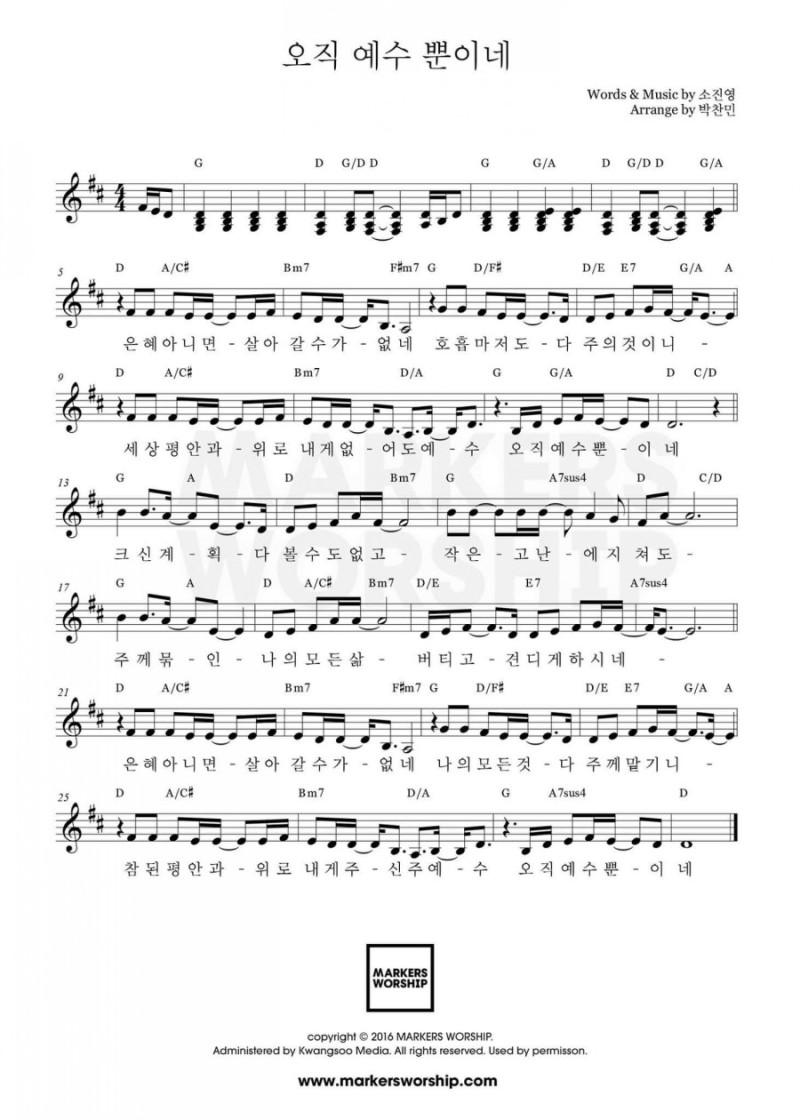 오직 예수 뿐이네
Words & Music by 소진영
Arrange by 박찬민
G D G/D D G G/A D G/D D G/A
4
4
5 D A/C♯ Bm7 F♯m7 G D/F♯ D/E E7 G/A A
은혜아니면 - 살아 갈수가 - 없네 호흡마저도 - 다 주의것이니 -
9 D A/C♯ Bm7 D/A G G/A D C/D
세상평안과 - 위로 내게없 - 어도예 - 수 오직예수뿐 - 이 네
13 G A D Bm7 G A7sus4 D C/D
크신계 - 획 - 다 볼수도없고 - 작은 - 고난 - 에지 쳐도 -
17 G A D A/C♯ Bm7 D/E E7 A7sus4
주께묶 - 인 - 나의모든삶 - 버티고 - 견디게하시네 -
21 D A/C♯ Bm7 F♯m7 G D/F♯ D/E E7 G/A A
은혜아니면 - 살아 갈수가 - 없네 나의모든것 - 다 주께맡기니 -
25 D A/C♯ Bm7 D/A G A7sus4 D
참된평안과 - 위로 내게주 - 신주예 - 수 오직예수뿐 - 이 네
MARKERS
WORSHIP
MARKERS
WORSHIP
copyright © 2016 MARKERS WORSHIP.
Administered by Kwangsoo Media. All rights reserved. Used by permisson.
www.markersworship.com